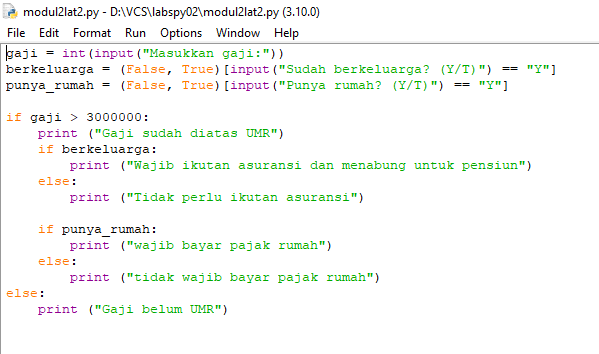 modul2lat2.py - D:\VCS\labspy02\modul2lat2.py (3.10.0)
File Edit Format Run Options Window Help
gaji = int(input("Masukkan gaji:"))
berkeluarga = (False, True)[input("Sudah berkeluarga? (Y/T)") == "Y"]
punya_rumah = (False, True)[input("Punya rumah? (Y/T)") == "Y"]

if gaji > 3000000:
    print ("Gaji sudah diatas UMR")
    if berkeluarga:
        print ("Wajib ikutan asuransi dan menabung untuk pensiun")
    else:
        print ("Tidak perlu ikutan asuransi")

    if punya_rumah:
        print ("wajib bayar pajak rumah")
    else:
        print ("tidak wajib bayar pajak rumah")
else:
    print ("Gaji belum UMR")